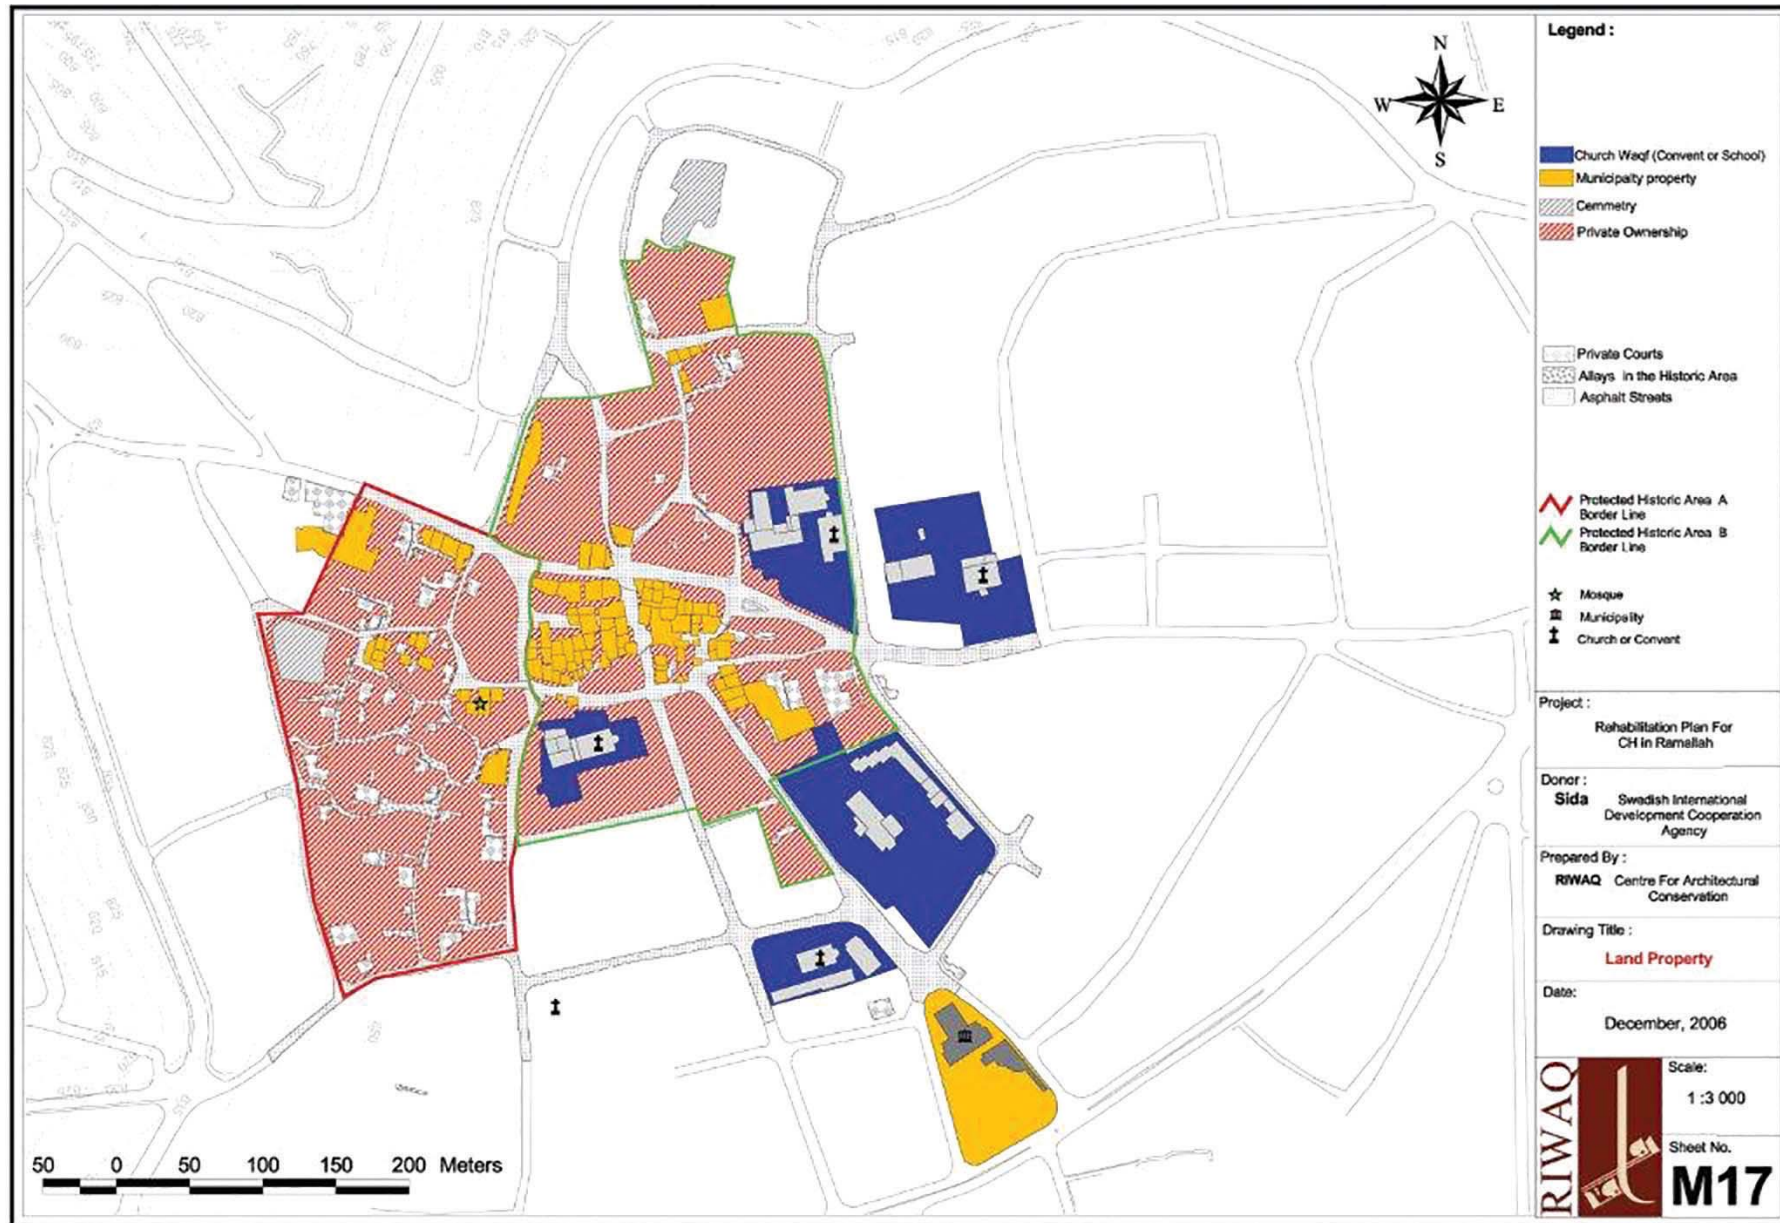 N
W
E
S
50 0 50 100 150 200 Meters
Legend :
Church Waqf (Convent or School)
Municipalty property
Cemmetry
Private Ownership
Private Courts
Allays in the Historic Area
Asphalt Streets
Protected Historic Area A
Border Line
Protected Historic Area B
Border Line
Mosque
Municipality
Church or Convent
Project :
Rehabilitation Plan For
CH in Ramallah
Donor :
Sida Swedish International
Development Cooperation
Agency
Prepared By :
RIWAQ Centre For Architectural
Conservation
Drawing Title :
Land Property
Date:
December, 2006
RIWAQ
Scale:
1 :3 000
Sheet No.
M17